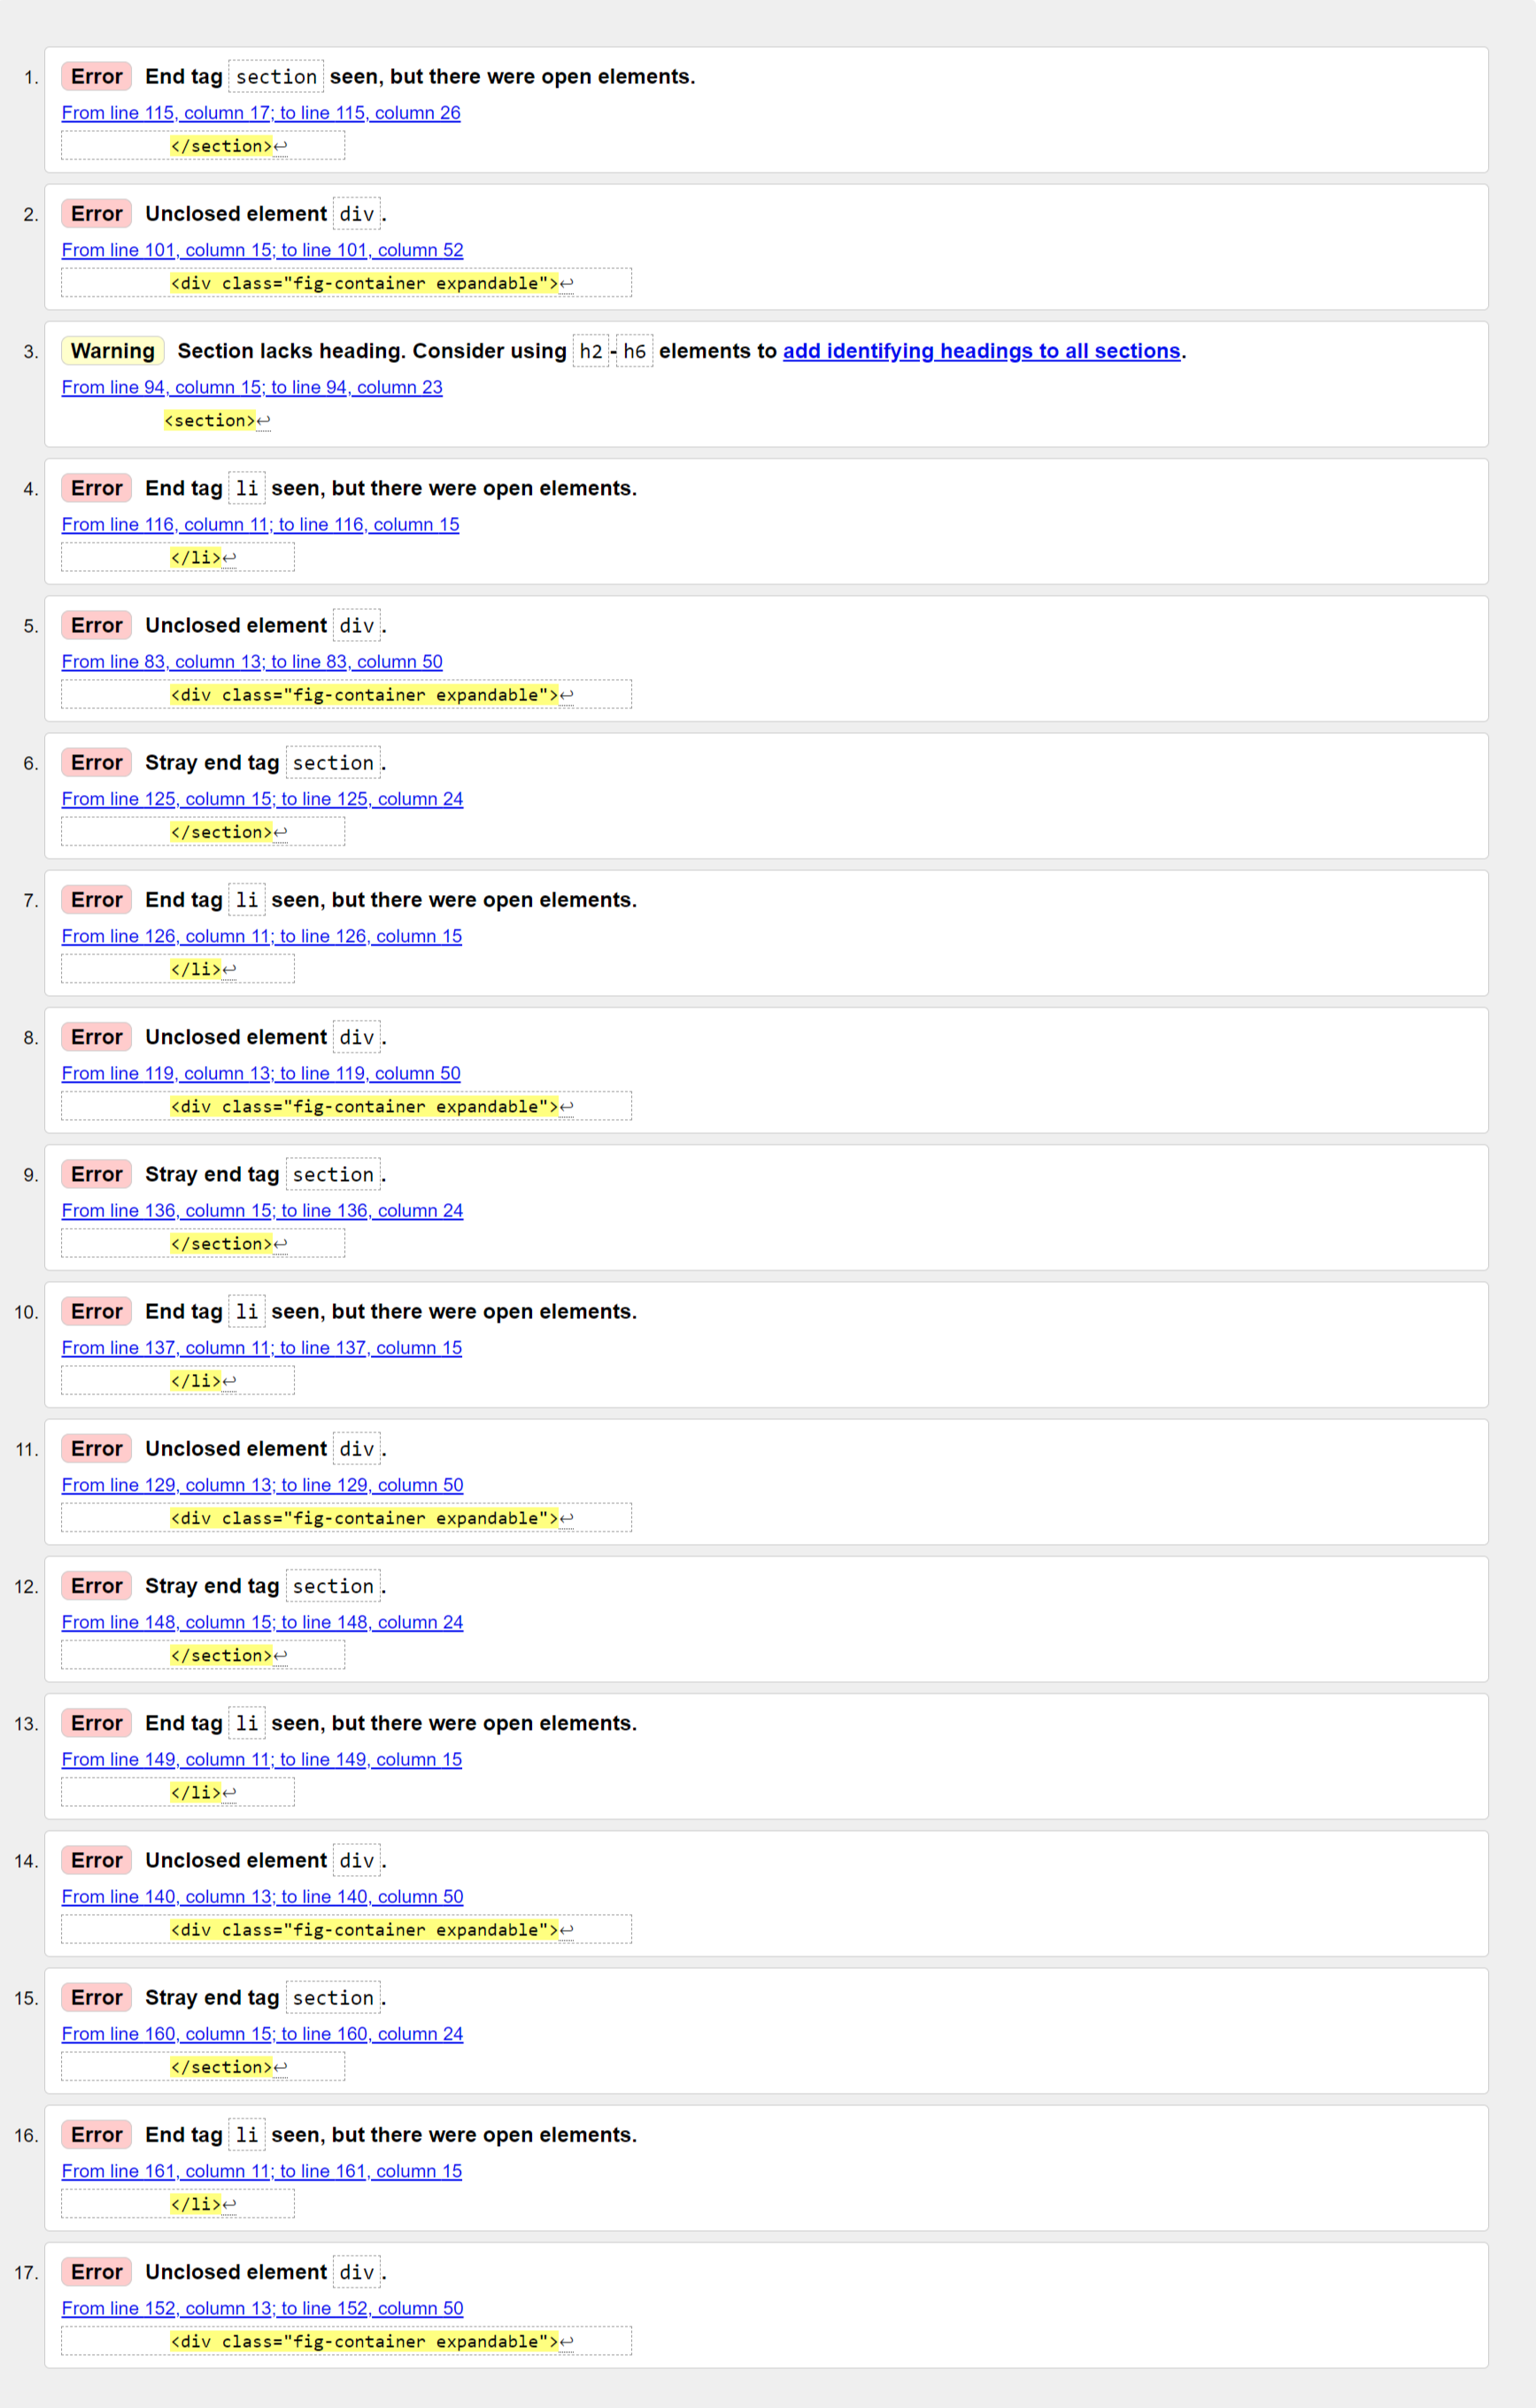 1. Error End tag section seen, but there were open elements.
From line 115, column 17; to line 115, column 26
</section>↩
2. Error Unclosed element div.
From line 101, column 15; to line 101, column 52
<div class="fig-container expandable">↩
3. Warning Section lacks heading. Consider using h2-h6 elements to add identifying headings to all sections.
From line 94, column 15; to line 94, column 23
<section>↩
4. Error End tag li seen, but there were open elements.
From line 116, column 11; to line 116, column 15
</li>↩
5. Error Unclosed element div.
From line 83, column 13; to line 83, column 50
<div class="fig-container expandable">↩
6. Error Stray end tag section.
From line 125, column 15; to line 125, column 24
</section>↩
7. Error End tag li seen, but there were open elements.
From line 126, column 11; to line 126, column 15
</li>↩
8. Error Unclosed element div.
From line 119, column 13; to line 119, column 50
<div class="fig-container expandable">↩
9. Error Stray end tag section.
From line 136, column 15; to line 136, column 24
</section>↩
10. Error End tag li seen, but there were open elements.
From line 137, column 11; to line 137, column 15
</li>↩
11. Error Unclosed element div.
From line 129, column 13; to line 129, column 50
<div class="fig-container expandable">↩
12. Error Stray end tag section.
From line 148, column 15; to line 148, column 24
</section>↩
13. Error End tag li seen, but there were open elements.
From line 149, column 11; to line 149, column 15
</li>↩
14. Error Unclosed element div.
From line 140, column 13; to line 140, column 50
<div class="fig-container expandable">↩
15. Error Stray end tag section.
From line 160, column 15; to line 160, column 24
</section>↩
16. Error End tag li seen, but there were open elements.
From line 161, column 11; to line 161, column 15
</li>↩
17. Error Unclosed element div.
From line 152, column 13; to line 152, column 50
<div class="fig-container expandable">↩